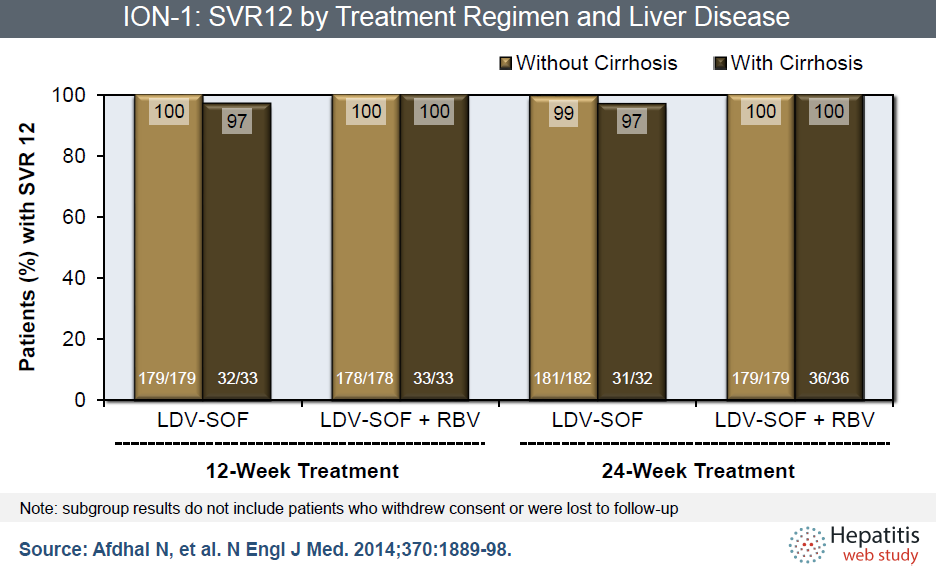 ION-1: SVR12 by Treatment Regimen and Liver Disease
Without Cirrhosis With Cirrhosis
Patients (%) with SVR 12
100
80
60
40
20
0
100 97 100 100 99 97 100 100
179/179 32/33 178/178 33/33 181/182 31/32 179/179 36/36
LDV-SOF LDV-SOF + RBV LDV-SOF LDV-SOF + RBV
12-Week Treatment 24-Week Treatment
Note: subgroup results do not include patients who withdrew consent or were lost to follow-up
Source: Afdhal N, et al. N Engl J Med. 2014;370:1889-98.
Hepatitis
web study